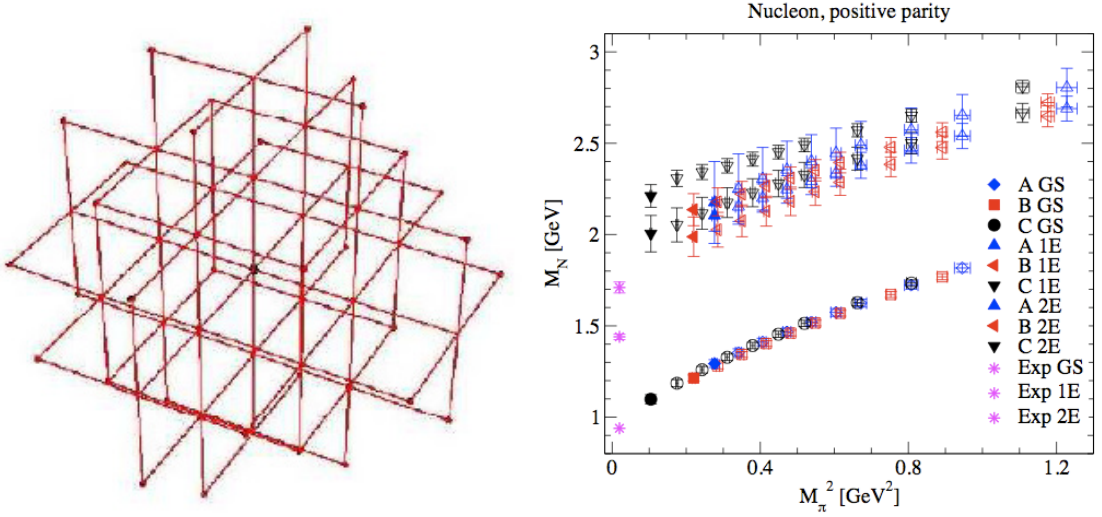 Nucleon, positive parity
3
2.5
2
1.5
1
M_N [GeV]
0
0.4
0.8
1.2
M_π^2 [GeV^2]
A GS
B GS
C GS
A 1E
B 1E
C 1E
A 2E
B 2E
C 2E
Exp GS
Exp 1E
Exp 2E